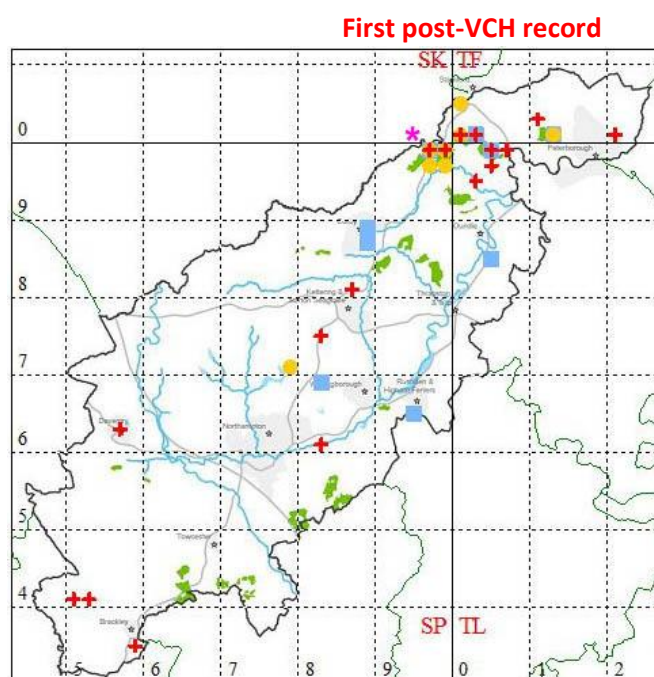 First post-VCH record
SK TF
0
Peterborough
9
Oundle
8
Kettering &
7
Wellingborough
Rushden &
Higham Ferrers
Daventry
Northampton
6
5
Towcester
4
Brackley
SP TL
5 6 7 8 9 0 1 2